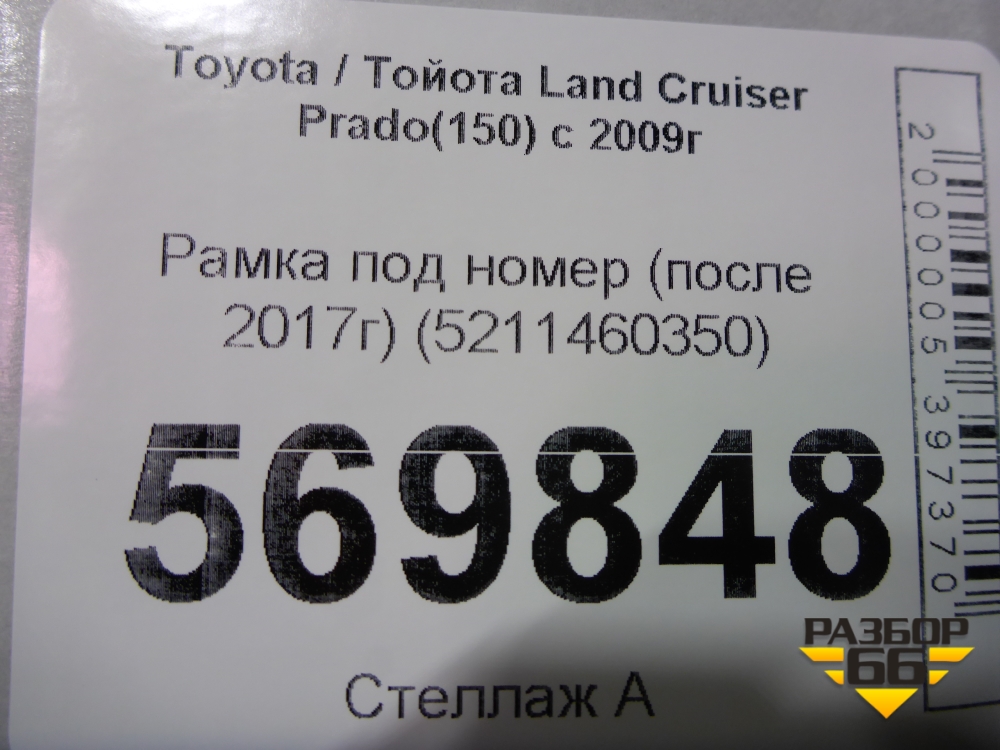 Toyota / Тойота Land Cruiser
Prado(150) с 2009г
Рамка под номер (после
2017г) (5211460350)
569848
Стеллаж А
2000005397370
РАЗБОР
66